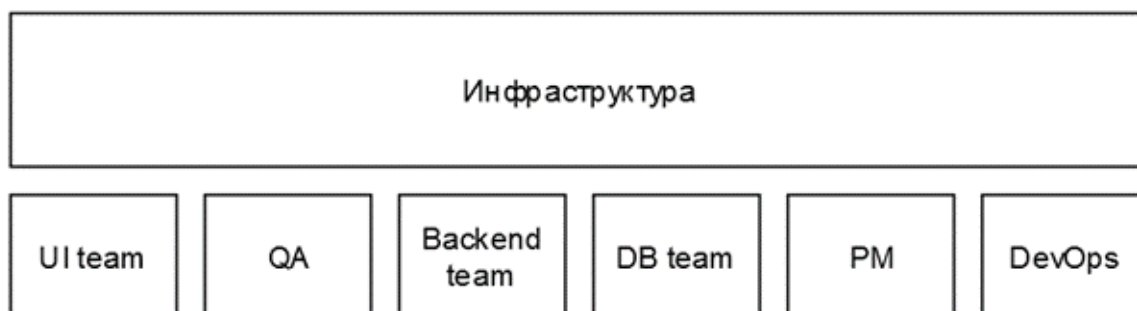 Инфраструктура
UI team
QA
Backend
team
DB team
PM
DevOps